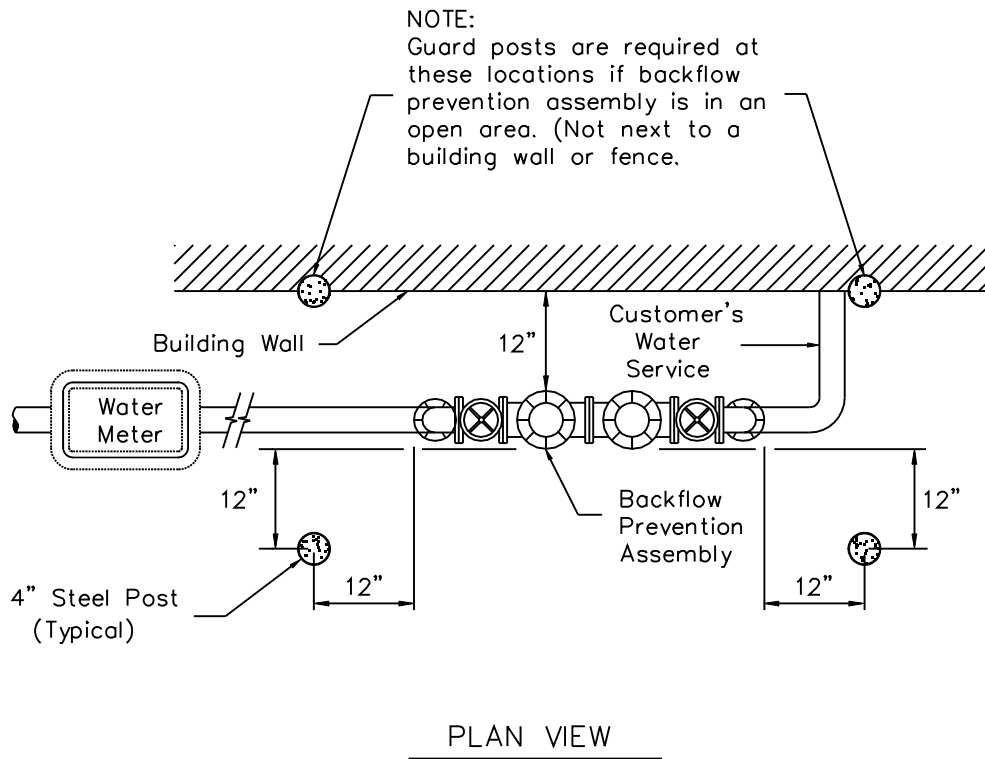 NOTE:
Guard posts are required at
these locations if backflow
prevention assembly is in an
open area. (Not next to a
building wall or fence.
Building Wall
12"
Customer's
Water
Service
Water
Meter
12"
12"
Backflow
Prevention
Assembly
4" Steel Post
(Typical)
12"
12"
PLAN VIEW